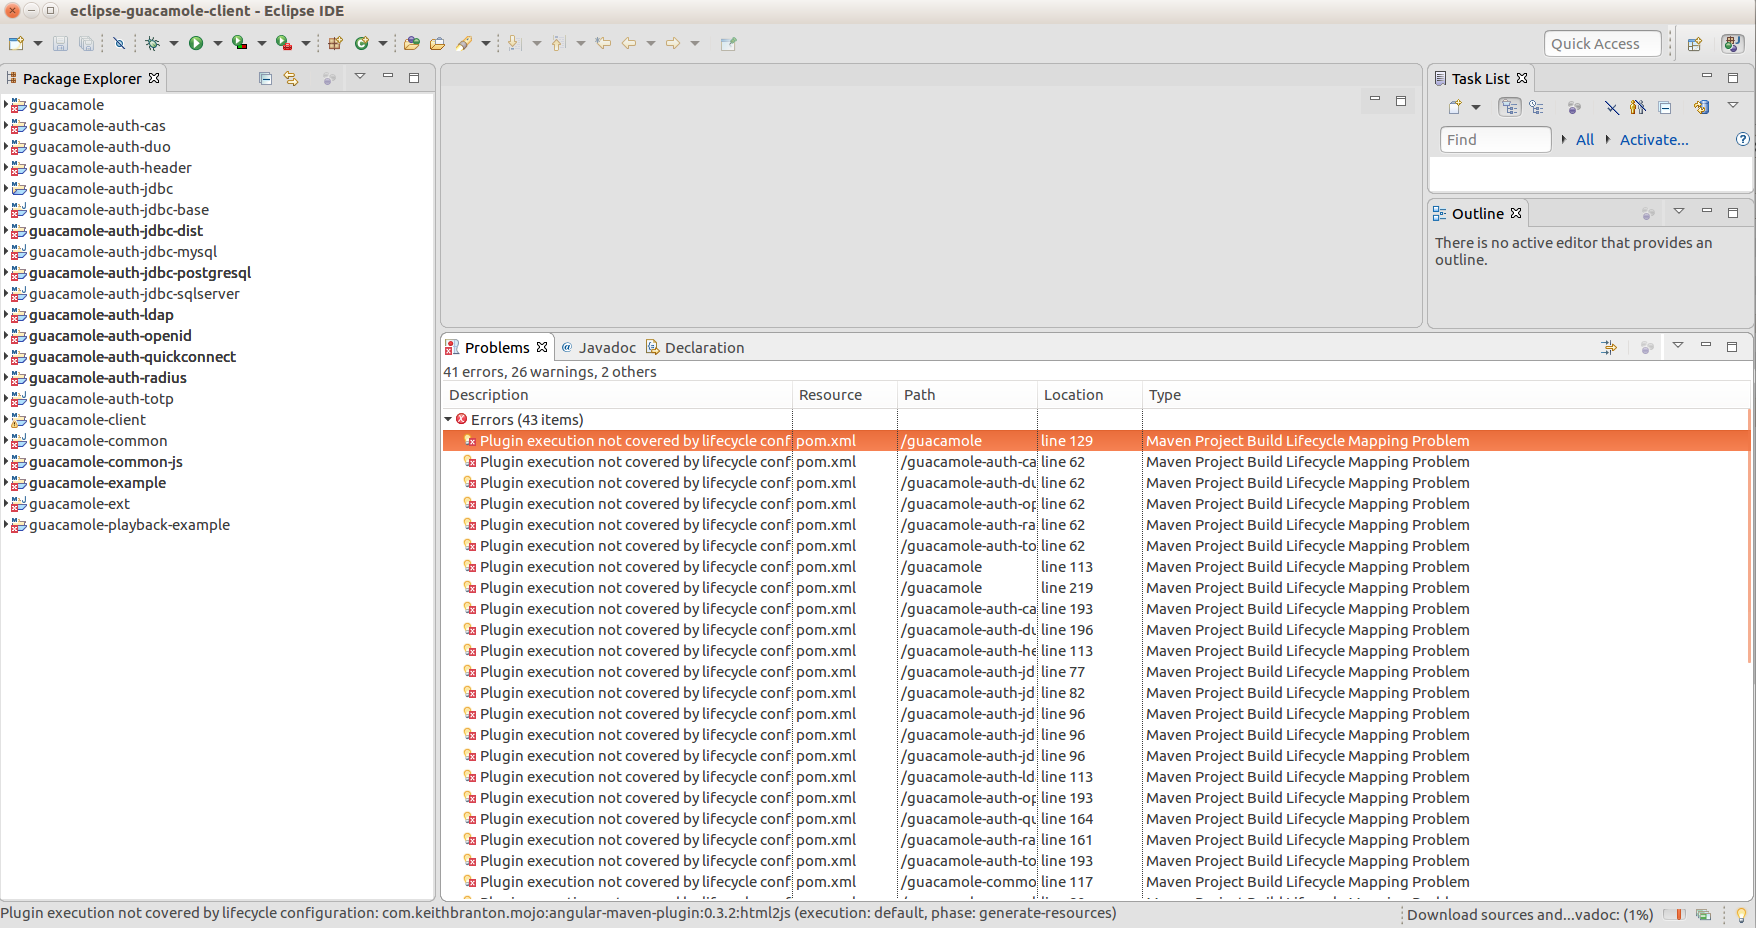 eclipse-guacamole-client - Eclipse IDE
Quick Access
Package Explorer
guacamole
guacamole-auth-cas
guacamole-auth-duo
guacamole-auth-header
guacamole-auth-jdbc
guacamole-auth-jdbc-base
guacamole-auth-jdbc-dist
guacamole-auth-jdbc-mysql
guacamole-auth-jdbc-postgresql
guacamole-auth-jdbc-sqlserver
guacamole-auth-ldap
guacamole-auth-openid
guacamole-auth-quickconnect
guacamole-auth-radius
guacamole-auth-totp
guacamole-client
guacamole-common
guacamole-common-js
guacamole-example
guacamole-ext
guacamole-playback-example
Task List
Find All Activate...
Outline
There is no active editor that provides an
outline.
Problems Javadoc Declaration
41 errors, 26 warnings, 2 others
Description Resource Path Location Type
Errors (43 items)
Plugin execution not covered by lifecycle conf pom.xml /guacamole line 129 Maven Project Build Lifecycle Mapping Problem
Plugin execution not covered by lifecycle conf pom.xml /guacamole-auth-ca line 62 Maven Project Build Lifecycle Mapping Problem
Plugin execution not covered by lifecycle conf pom.xml /guacamole-auth-du line 62 Maven Project Build Lifecycle Mapping Problem
Plugin execution not covered by lifecycle conf pom.xml /guacamole-auth-op line 62 Maven Project Build Lifecycle Mapping Problem
Plugin execution not covered by lifecycle conf pom.xml /guacamole-auth-ra line 62 Maven Project Build Lifecycle Mapping Problem
Plugin execution not covered by lifecycle conf pom.xml /guacamole-auth-to line 62 Maven Project Build Lifecycle Mapping Problem
Plugin execution not covered by lifecycle conf pom.xml /guacamole line 113 Maven Project Build Lifecycle Mapping Problem
Plugin execution not covered by lifecycle conf pom.xml /guacamole line 219 Maven Project Build Lifecycle Mapping Problem
Plugin execution not covered by lifecycle conf pom.xml /guacamole-auth-ca line 193 Maven Project Build Lifecycle Mapping Problem
Plugin execution not covered by lifecycle conf pom.xml /guacamole-auth-du line 196 Maven Project Build Lifecycle Mapping Problem
Plugin execution not covered by lifecycle conf pom.xml /guacamole-auth-he line 113 Maven Project Build Lifecycle Mapping Problem
Plugin execution not covered by lifecycle conf pom.xml /guacamole-auth-jd line 77 Maven Project Build Lifecycle Mapping Problem
Plugin execution not covered by lifecycle conf pom.xml /guacamole-auth-jd line 82 Maven Project Build Lifecycle Mapping Problem
Plugin execution not covered by lifecycle conf pom.xml /guacamole-auth-jd line 96 Maven Project Build Lifecycle Mapping Problem
Plugin execution not covered by lifecycle conf pom.xml /guacamole-auth-jd line 96 Maven Project Build Lifecycle Mapping Problem
Plugin execution not covered by lifecycle conf pom.xml /guacamole-auth-jd line 96 Maven Project Build Lifecycle Mapping Problem
Plugin execution not covered by lifecycle conf pom.xml /guacamole-auth-ld line 113 Maven Project Build Lifecycle Mapping Problem
Plugin execution not covered by lifecycle conf pom.xml /guacamole-auth-op line 193 Maven Project Build Lifecycle Mapping Problem
Plugin execution not covered by lifecycle conf pom.xml /guacamole-auth-qu line 164 Maven Project Build Lifecycle Mapping Problem
Plugin execution not covered by lifecycle conf pom.xml /guacamole-auth-ra line 161 Maven Project Build Lifecycle Mapping Problem
Plugin execution not covered by lifecycle conf pom.xml /guacamole-auth-to line 193 Maven Project Build Lifecycle Mapping Problem
Plugin execution not covered by lifecycle conf pom.xml /guacamole-commo line 117 Maven Project Build Lifecycle Mapping Problem
Plugin execution not covered by lifecycle configuration: com.keithbranton.mojo:angular-maven-plugin:0.3.2:html2js (execution: default, phase: generate-resources)
Download sources and...vadoc: (1%)